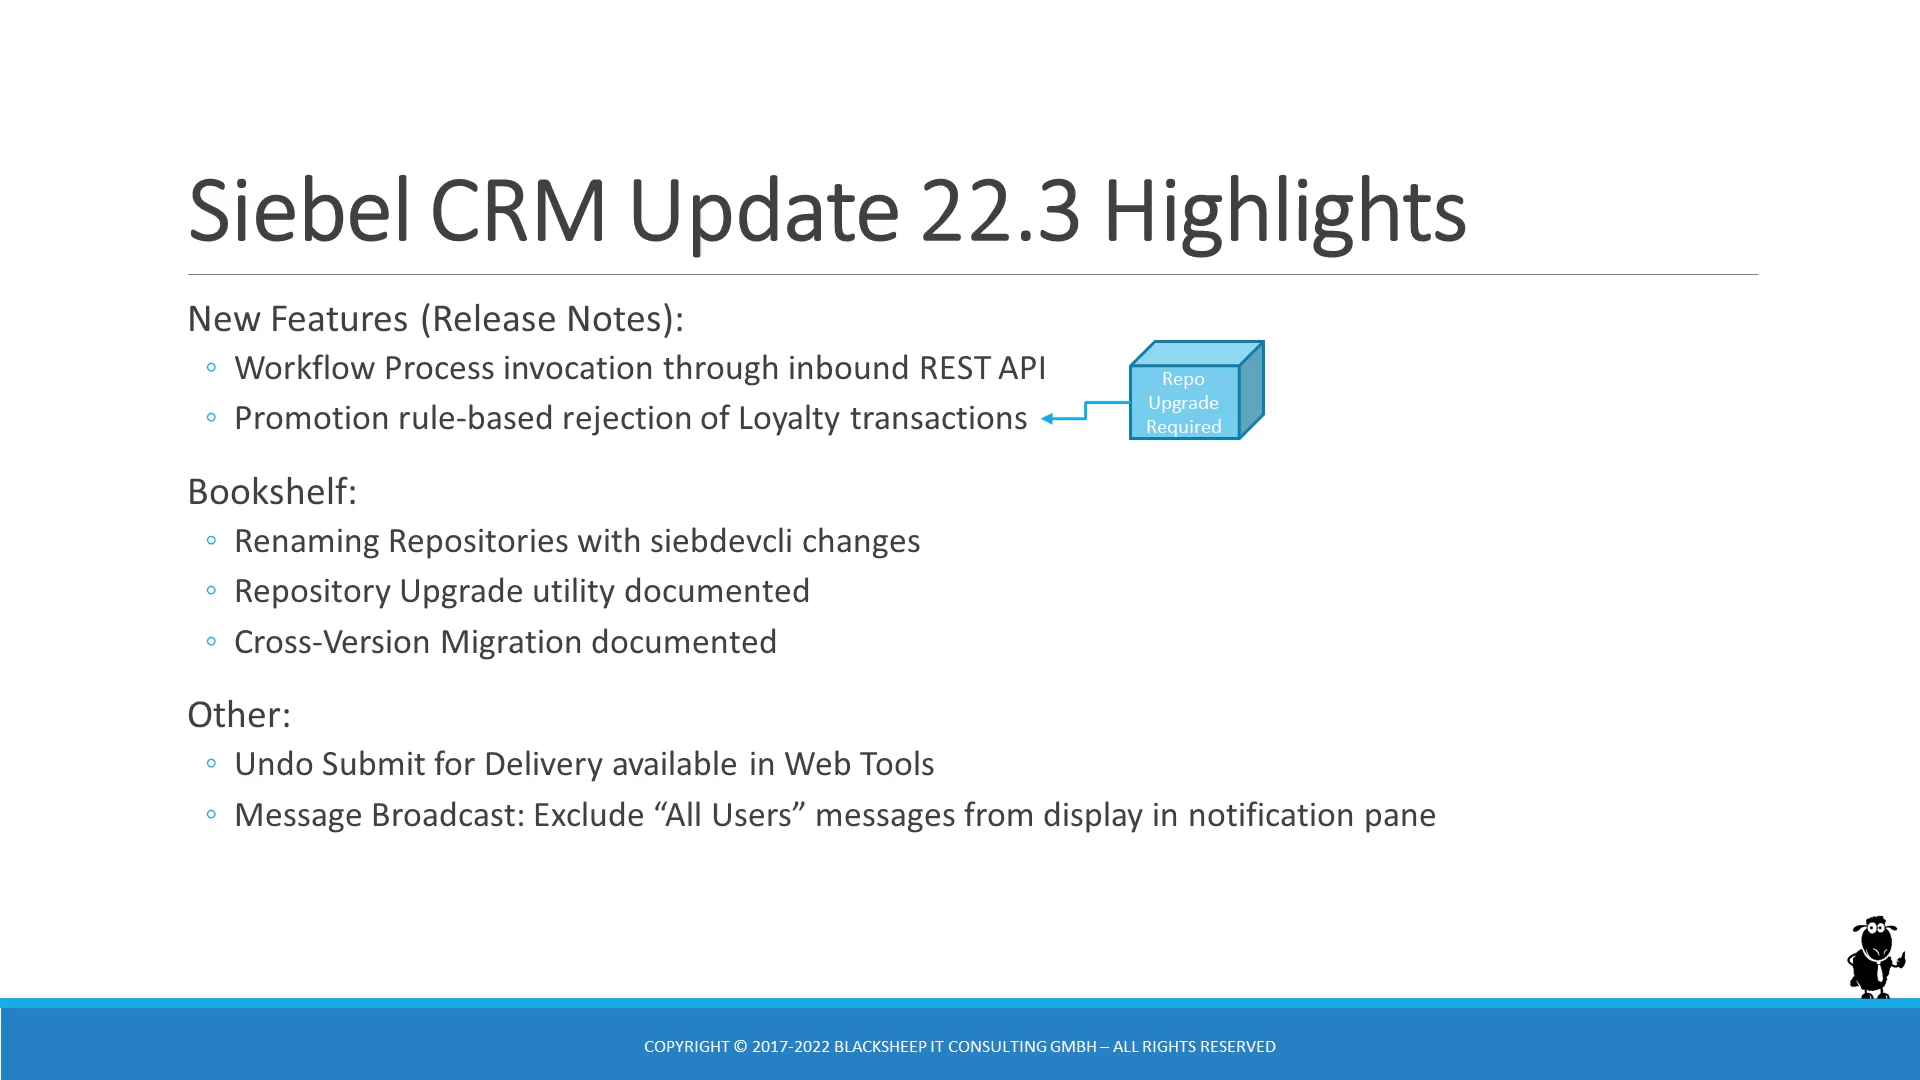 Siebel CRM Update 22.3 Highlights
New Features (Release Notes):
◦ Workflow Process invocation through inbound REST API
◦ Promotion rule-based rejection of Loyalty transactions
Repo
Upgrade
Required
Bookshelf:
◦ Renaming Repositories with siebdevcli changes
◦ Repository Upgrade utility documented
◦ Cross-Version Migration documented
Other:
◦ Undo Submit for Delivery available in Web Tools
◦ Message Broadcast: Exclude “All Users” messages from display in notification pane
COPYRIGHT © 2017-2022 BLACKSHEEP IT CONSULTING GMBH – ALL RIGHTS RESERVED